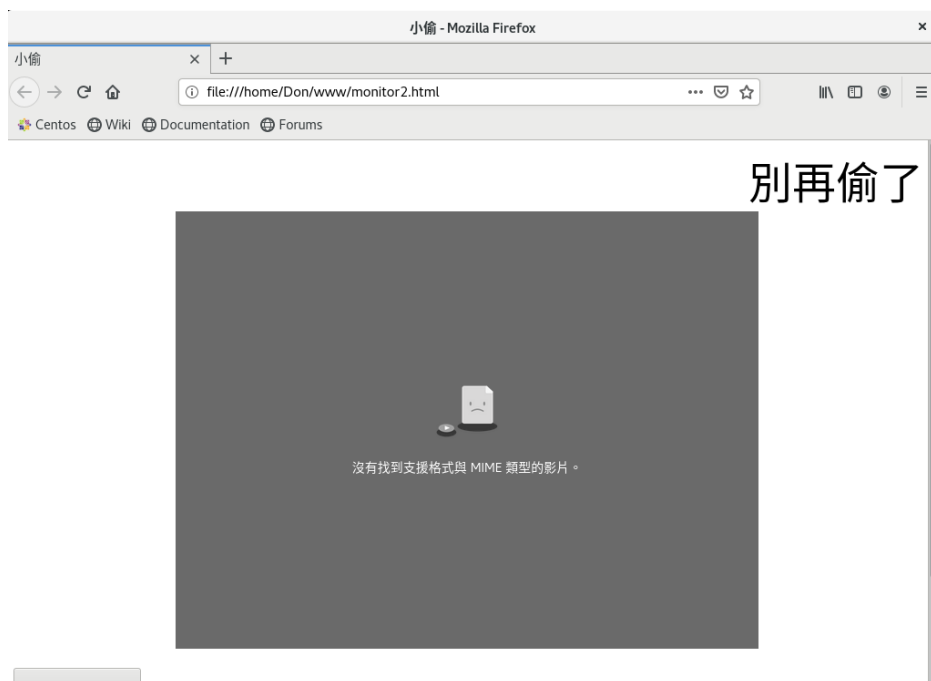 小偷 - Mozilla Firefox
小偷
file:///home/Don/www/monitor2.html
Centos Wiki Documentation Forums
別再偷了
沒有找到支援格式與 MIME 類型的影片。